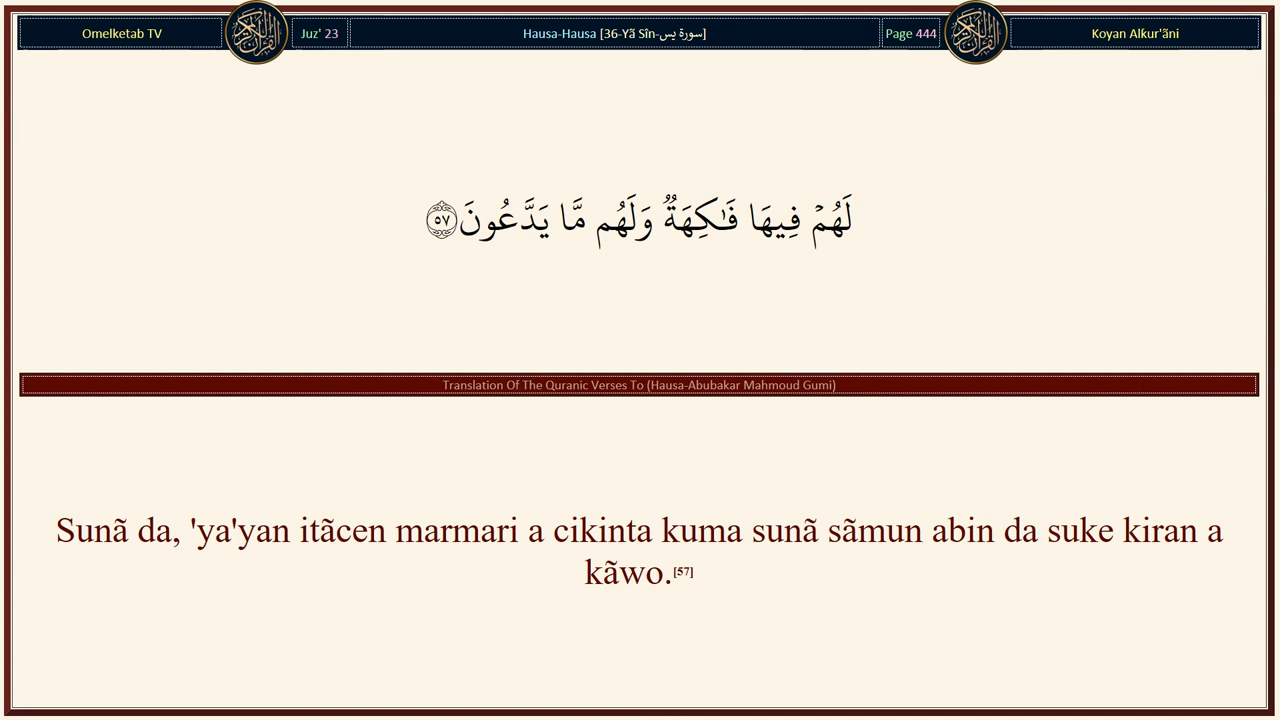 Omelketab TV
Juz' 23
Hausa-Hausa [36-Yã Sĩn-سورة يس]
Page 444
Koyan Alƙur'ãni
لَهُمۡ فِيهَا فَٰكِهَةٞ وَلَهُم مَّا يَدَّعُونَ ٥٧
Translation Of The Quranic Verses To (Hausa-Abubakar Mahmoud Gumi)
Sunã da, 'ya'yan itãcen marmari a cikinta kuma sunã sãmun abin da suke kiran a
kãwo.[57]